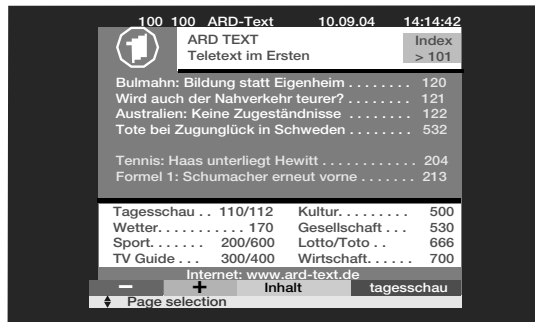 100 100 ARD-Text 10.09.04 14:14:42
ARD TEXT Index
Teletext im Ersten > 101
Bulmahn: Bildung statt Eigenheim . . . . . . . . 120
Wird auch der Nahverkehr teurer? . . . . . . . . 121
Australien: Keine Zugeständnisse . . . . . . . . 122
Tote bei Zugunglück in Schweden . . . . . . . . 532
Tennis: Haas unterliegt Hewitt . . . . . . . . . . . . 204
Formel 1: Schumacher erneut vorne . . . . . . . 213
Tagesschau . . 110/112 Kultur. . . . . . . . . 500
Wetter. . . . . . . . . . . 170 Gesellschaft . . . 530
Sport. . . . . . . 200/600 Lotto/Toto . . 666
TV Guide . . . 300/400 Wirtschaft. . . . . . 700
Internet: www.ard-text.de
− + Inhalt tagesschau
Page selection